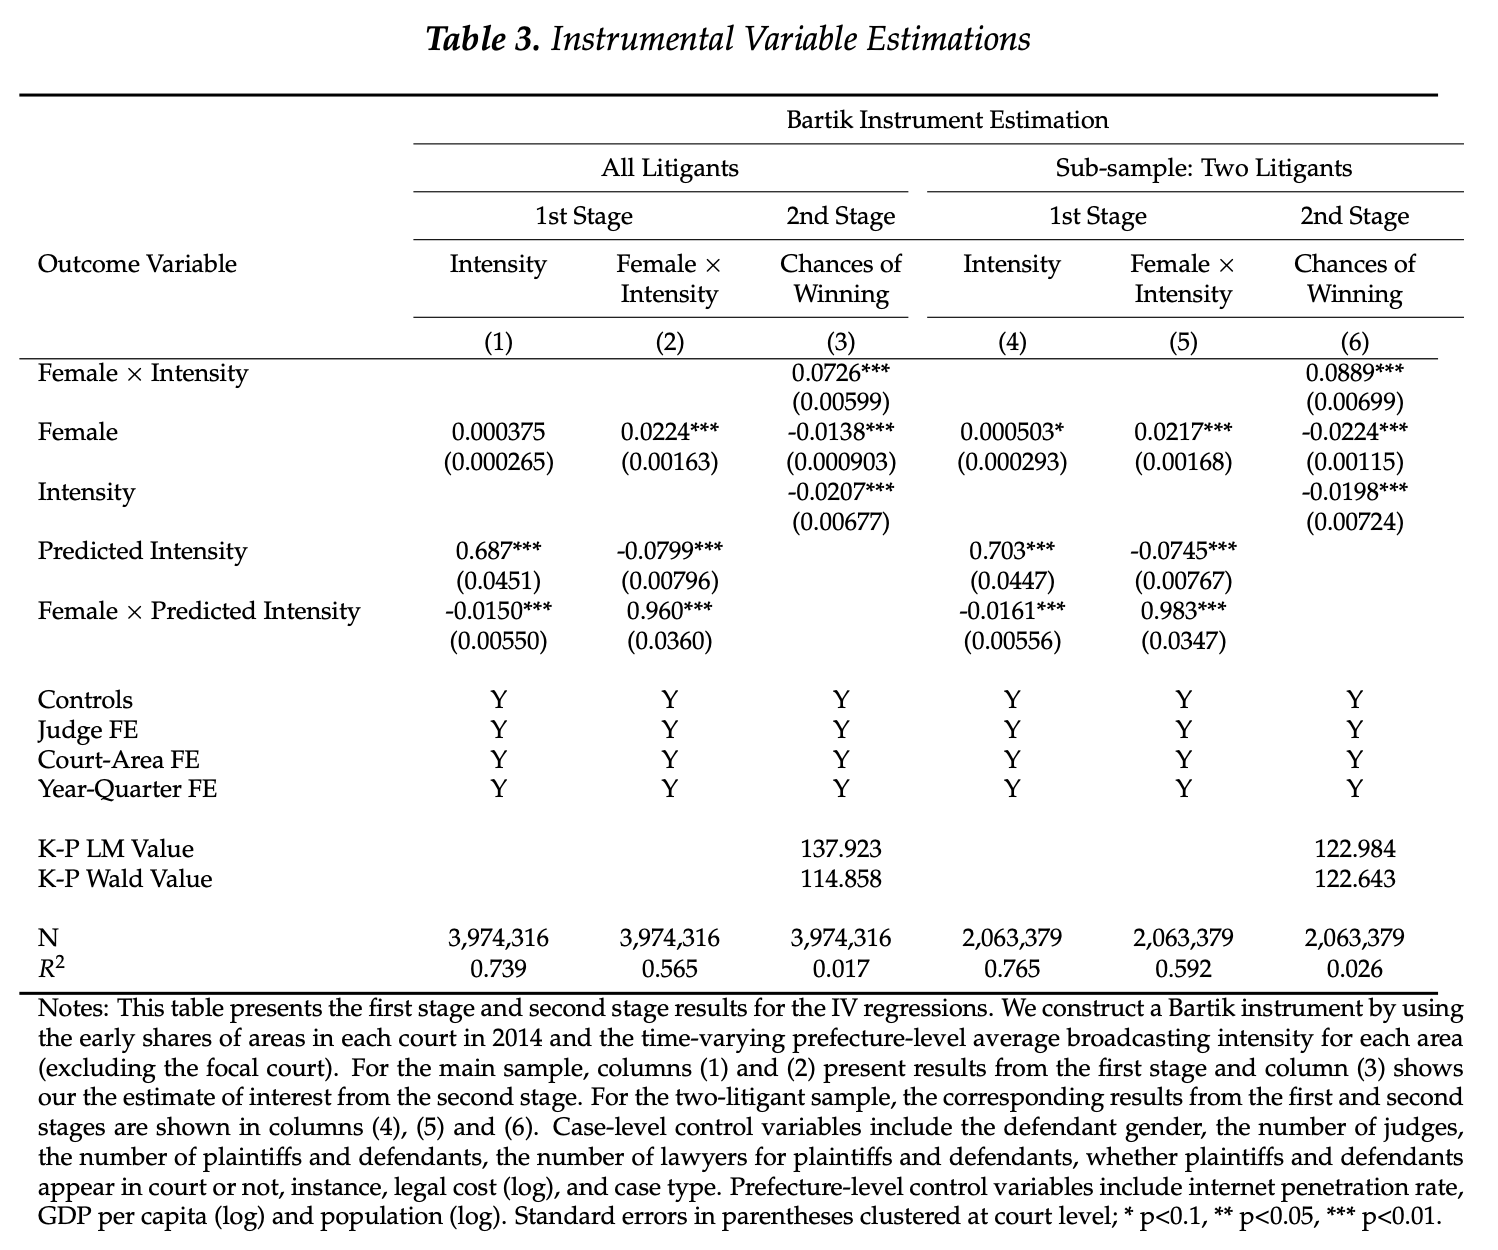 Table 3. Instrumental Variable Estimations
Bartik Instrument Estimation
All Litigants Sub-sample: Two Litigants
1st Stage 2nd Stage 1st Stage 2nd Stage
Outcome Variable Intensity Female × Chances of Intensity Female × Chances of
Intensity Winning Intensity Winning
(1) (2) (3) (4) (5) (6)
Female × Intensity 0.0726*** 0.0889***
(0.00599) (0.00699)
Female 0.000375 0.0224*** -0.0138*** 0.000503* 0.0217*** -0.0224***
(0.000265) (0.00163) (0.000903) (0.000293) (0.00168) (0.00115)
Intensity -0.0207*** -0.0198***
(0.00677) (0.00724)
Predicted Intensity 0.687*** -0.0799*** 0.703*** -0.0745***
(0.0451) (0.00796) (0.0447) (0.00767)
Female × Predicted Intensity -0.0150*** 0.960*** -0.0161*** 0.983***
(0.00550) (0.0360) (0.00556) (0.0347)
Controls Y Y Y Y Y Y
Judge FE Y Y Y Y Y Y
Court-Area FE Y Y Y Y Y Y
Year-Quarter FE Y Y Y Y Y Y
K-P LM Value 137.923 122.984
K-P Wald Value 114.858 122.643
N 3,974,316 3,974,316 3,974,316 2,063,379 2,063,379 2,063,379
R² 0.739 0.565 0.017 0.765 0.592 0.026
Notes: This table presents the first stage and second stage results for the IV regressions. We construct a Bartik instrument by using
the early shares of areas in each court in 2014 and the time-varying prefecture-level average broadcasting intensity for each area
(excluding the focal court). For the main sample, columns (1) and (2) present results from the first stage and column (3) shows
our the estimate of interest from the second stage. For the two-litigant sample, the corresponding results from the first and second
stages are shown in columns (4), (5) and (6). Case-level control variables include the defendant gender, the number of judges,
the number of plaintiffs and defendants, the number of lawyers for plaintiffs and defendants, whether plaintiffs and defendants
appear in court or not, instance, legal cost (log), and case type. Prefecture-level control variables include internet penetration rate,
GDP per capita (log) and population (log). Standard errors in parentheses clustered at court level; * p<0.1, ** p<0.05, *** p<0.01.